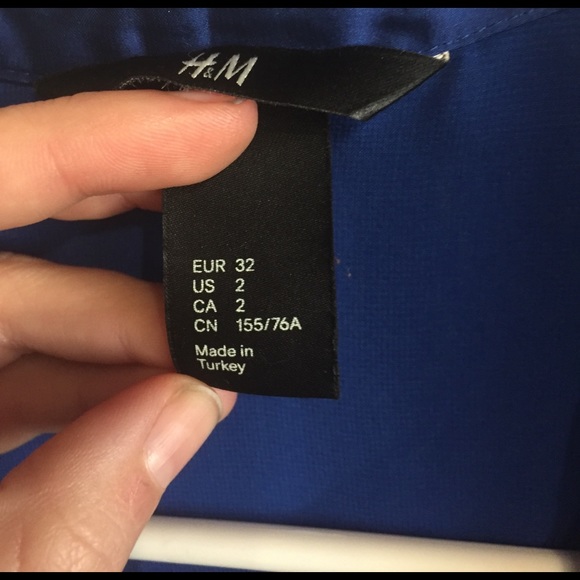 H&M
EUR 32
US 2
CA 2
CN 155/76A
Made in
Turkey